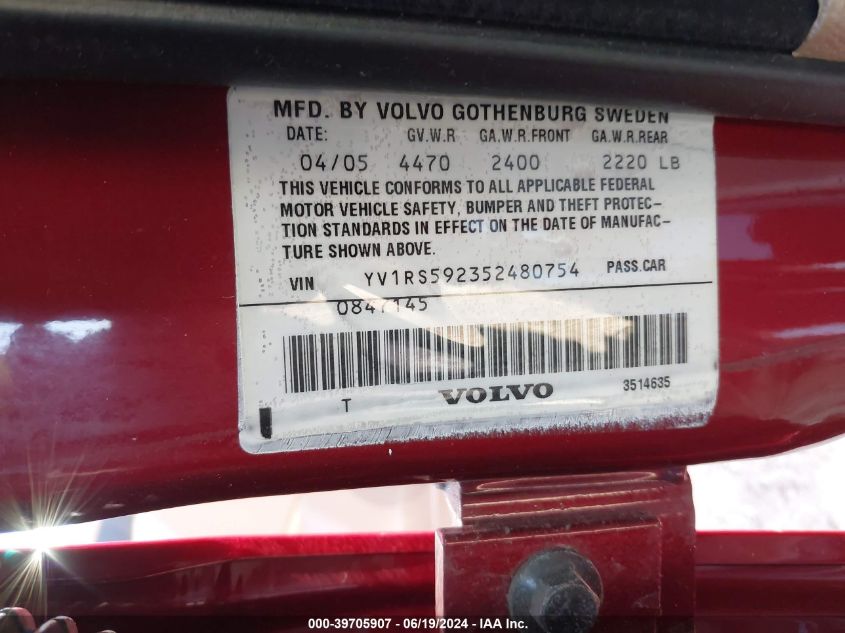 MFD. BY VOLVO GOTHENBURG SWEDEN
DATE: GV.W.R GA.W.R.FRONT GA.W.R.REAR
04/05 4470 2400 2220 LB
THIS VEHICLE CONFORMS TO ALL APPLICABLE FEDERAL
MOTOR VEHICLE SAFETY, BUMPER AND THEFT PROTEC-
TION STANDARDS IN EFFECT ON THE DATE OF MANUFAC-
TURE SHOWN ABOVE.
VIN YV1RS592352480754 PASS.CAR
0847145
T VOLVO 3514635
000-39705907 - 06/19/2024 - IAA Inc.